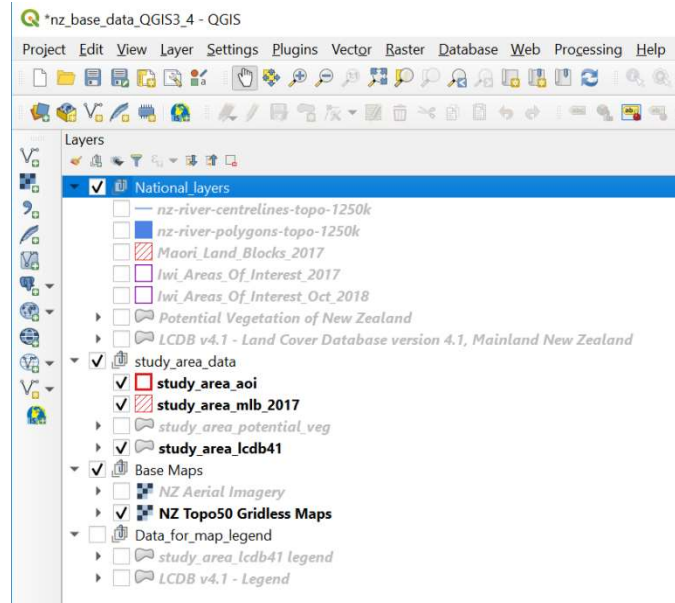 *nz_base_data_QGIS3_4 - QGIS
Project Edit View Layer Settings Plugins Vector Raster Database Web Processing Help
Layers
National_layers
nz-river-centrelines-topo-1250k
nz-river-polygons-topo-1250k
Maori_Land_Blocks_2017
Iwi_Areas_Of_Interest_2017
Iwi_Areas_Of_Interest_Oct_2018
Potential Vegetation of New Zealand
LCDB v4.1 - Land Cover Database version 4.1, Mainland New Zealand
study_area_data
study_area_aoi
study_area_mlb_2017
study_area_potential_veg
study_area_lcdb41
Base Maps
NZ Aerial Imagery
NZ Topo50 Gridless Maps
Data_for_map_legend
study_area_lcdb41 legend
LCDB v4.1 - Legend